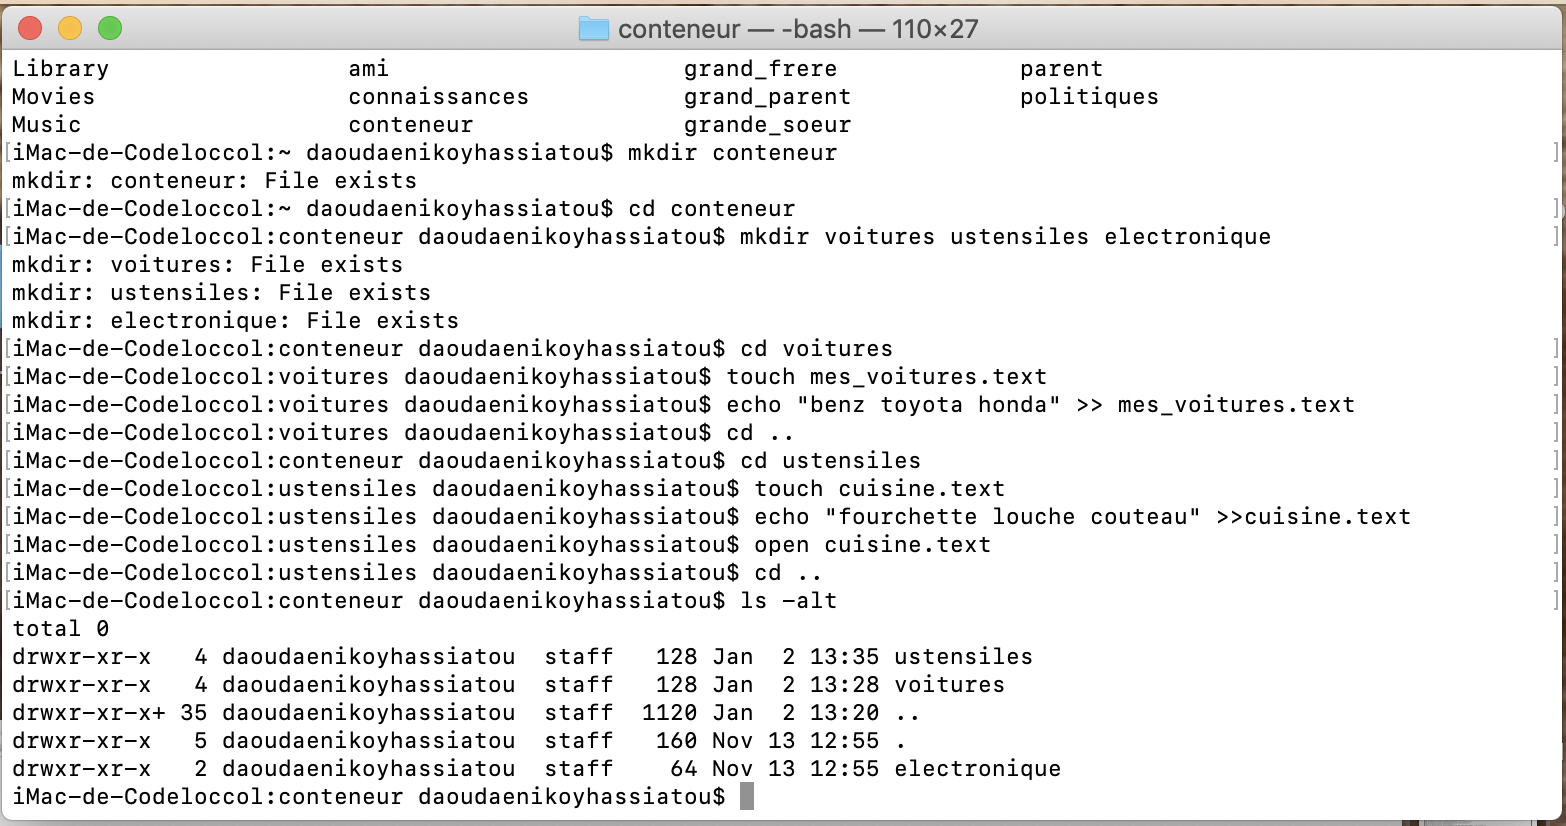 conteneur — -bash — 110×27
Library ami grand_frere parent
Movies connaissances grand_parent politiques
Music conteneur grande_soeur
[iMac-de-Codeloccol:~ daoudaenikoyhassiatou$ mkdir conteneur ]
mkdir: conteneur: File exists
[iMac-de-Codeloccol:~ daoudaenikoyhassiatou$ cd conteneur ]
[iMac-de-Codeloccol:conteneur daoudaenikoyhassiatou$ mkdir voitures ustensiles electronique ]
mkdir: voitures: File exists
mkdir: ustensiles: File exists
mkdir: electronique: File exists
[iMac-de-Codeloccol:conteneur daoudaenikoyhassiatou$ cd voitures ]
[iMac-de-Codeloccol:voitures daoudaenikoyhassiatou$ touch mes_voitures.text ]
[iMac-de-Codeloccol:voitures daoudaenikoyhassiatou$ echo "benz toyota honda" >> mes_voitures.text ]
[iMac-de-Codeloccol:voitures daoudaenikoyhassiatou$ cd .. ]
[iMac-de-Codeloccol:conteneur daoudaenikoyhassiatou$ cd ustensiles ]
[iMac-de-Codeloccol:ustensiles daoudaenikoyhassiatou$ touch cuisine.text ]
[iMac-de-Codeloccol:ustensiles daoudaenikoyhassiatou$ echo "fourchette louche couteau" >>cuisine.text ]
[iMac-de-Codeloccol:ustensiles daoudaenikoyhassiatou$ open cuisine.text ]
[iMac-de-Codeloccol:ustensiles daoudaenikoyhassiatou$ cd .. ]
[iMac-de-Codeloccol:conteneur daoudaenikoyhassiatou$ ls -alt ]
total 0
drwxr-xr-x 4 daoudaenikoyhassiatou staff 128 Jan 2 13:35 ustensiles
drwxr-xr-x 4 daoudaenikoyhassiatou staff 128 Jan 2 13:28 voitures
drwxr-xr-x+ 35 daoudaenikoyhassiatou staff 1120 Jan 2 13:20 ..
drwxr-xr-x 5 daoudaenikoyhassiatou staff 160 Nov 13 12:55 .
drwxr-xr-x 2 daoudaenikoyhassiatou staff 64 Nov 13 12:55 electronique
iMac-de-Codeloccol:conteneur daoudaenikoyhassiatou$